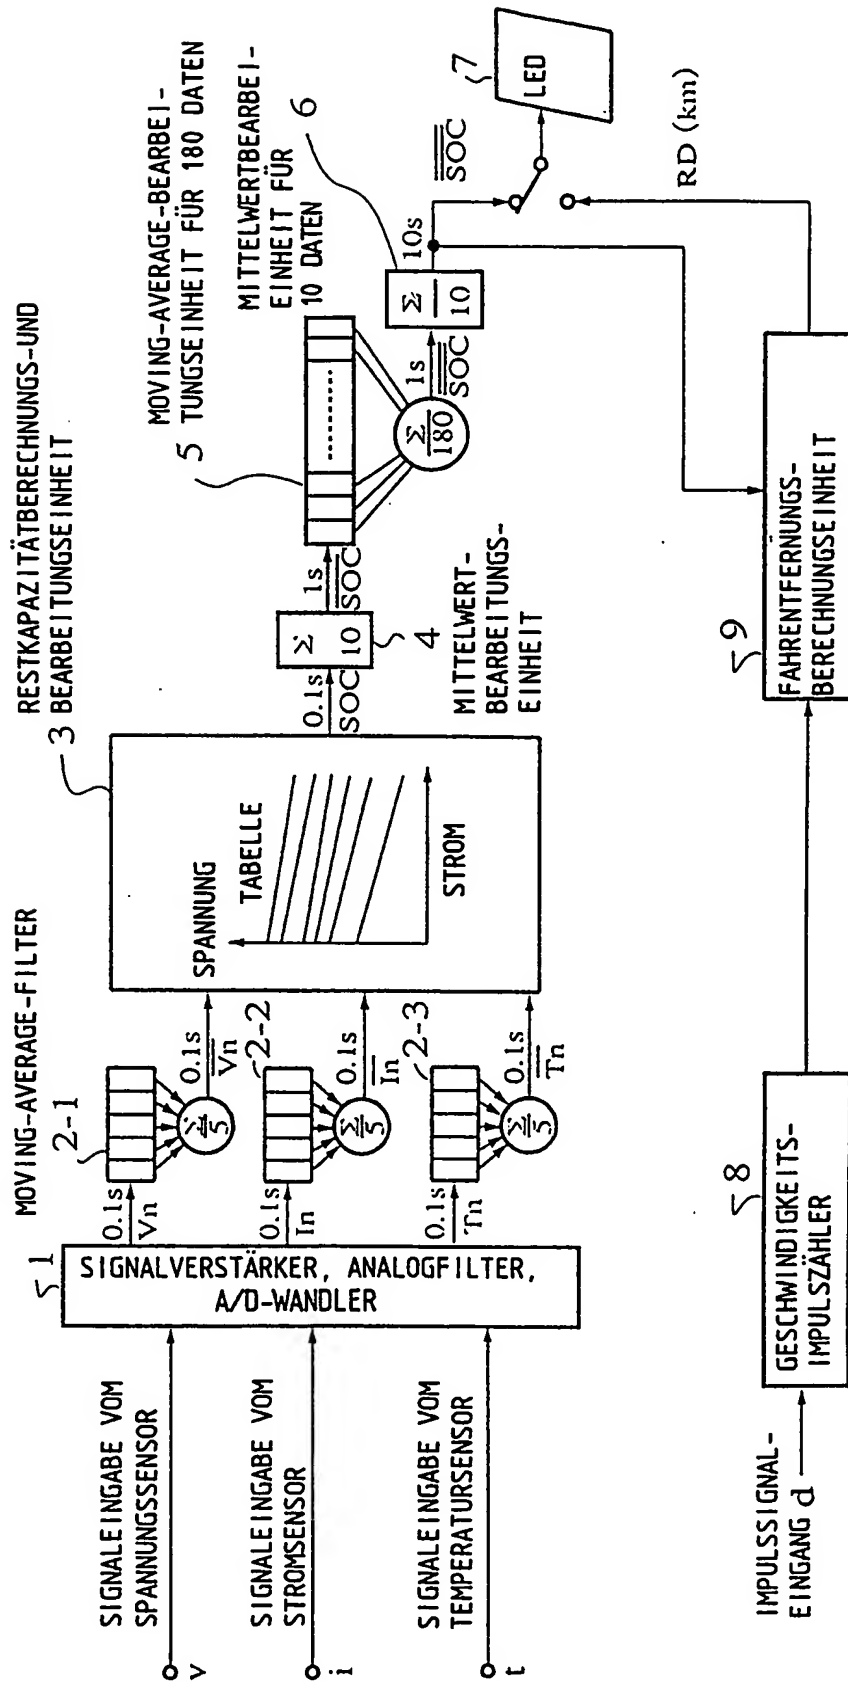 SIGNALEINGABE VOM
SPANNUNGSSENSOR
v
SIGNALEINGABE VOM
STROMSENSOR
i
SIGNALEINGABE VOM
TEMPERATURSENSOR
t
1
SIGNALVERSTÄRKER, ANALOGFILTER,
A/D-WANDLER
MOVING-AVERAGE-FILTER
2-1
0.1s
Vn
Σ
5
0.1s
Vn
2-2
0.1s
In
Σ
5
0.1s
In
2-3
0.1s
Tn
Σ
5
0.1s
Tn
RESTKAPAZITÄTBERECHNUNGS-UND
BEARBEITUNGSEINHEIT
3
SPANNUNG
TABELLE
STROM
0.1s
SOC
Σ
10
4
MITTELWERT-
BEARBEITUNGS-
EINHEIT
1s
SOC
MOVING-AVERAGE-BEARBEI-
5 TUNGSEINHEIT FÜR 180 DATEN
Σ
180
1s
SOC
MITTELWERTBEARBEI-
EINHEIT FÜR
10 DATEN
6
Σ
10
10s
SOC
7
LED
RD (km)
IMPULSSIGNAL-
EINGANG d
8
GESCHWINDIGKEITS-
IMPULSZÄHLER
9
FAHRENTFERNUNGS-
BERECHNUNGSEINHEIT